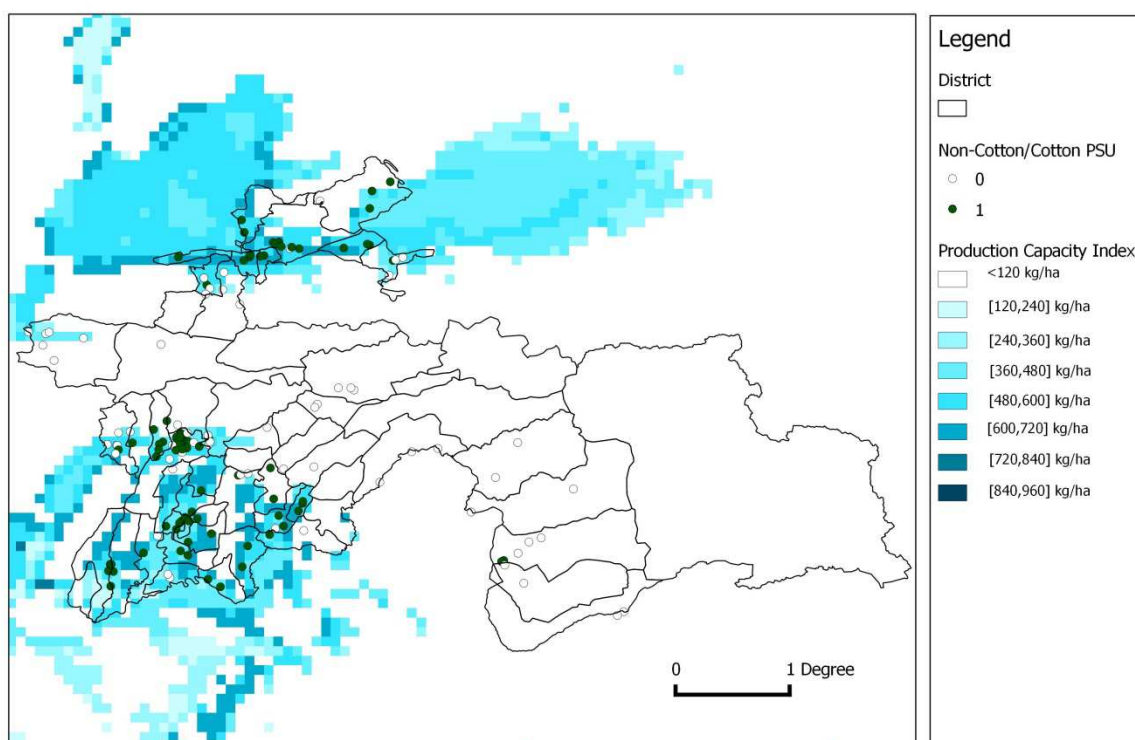 Legend
District
Non-Cotton/Cotton PSU
0
1
Production Capacity Index
<120 kg/ha
[120,240] kg/ha
[240,360] kg/ha
[360,480] kg/ha
[480,600] kg/ha
[600,720] kg/ha
[720,840] kg/ha
[840,960] kg/ha
0 1 Degree